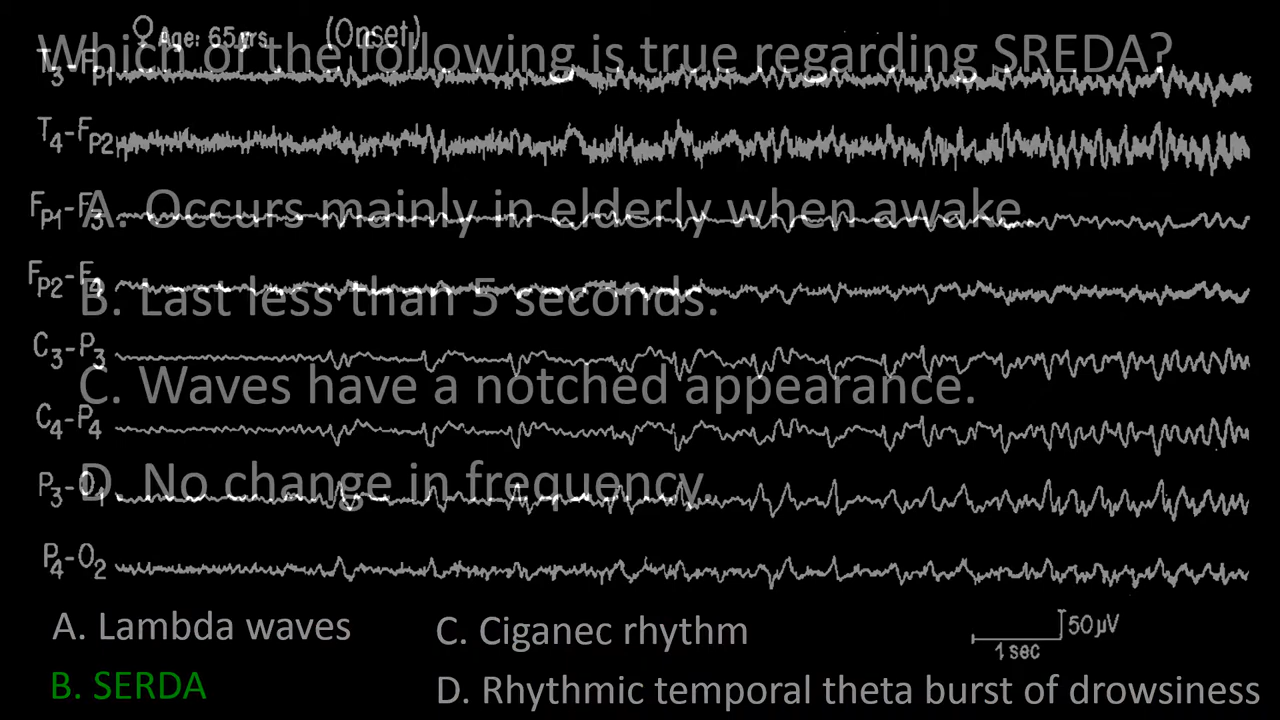 ♀ Age: 65yrs (Onset)
Which of the following is true regarding SREDA?
T3-FP1
T4-FP2
FP1-F3
A. Occurs mainly in elderly when awake.
FP2-F4
B. Last less than 5 seconds.
C3-P3
C. Waves have a notched appearance.
C4-P4
P3-O1
D. No change in frequency.
P4-O2
A. Lambda waves
C. Ciganec rhythm
50µV
1 sec
B. SERDA
D. Rhythmic temporal theta burst of drowsiness